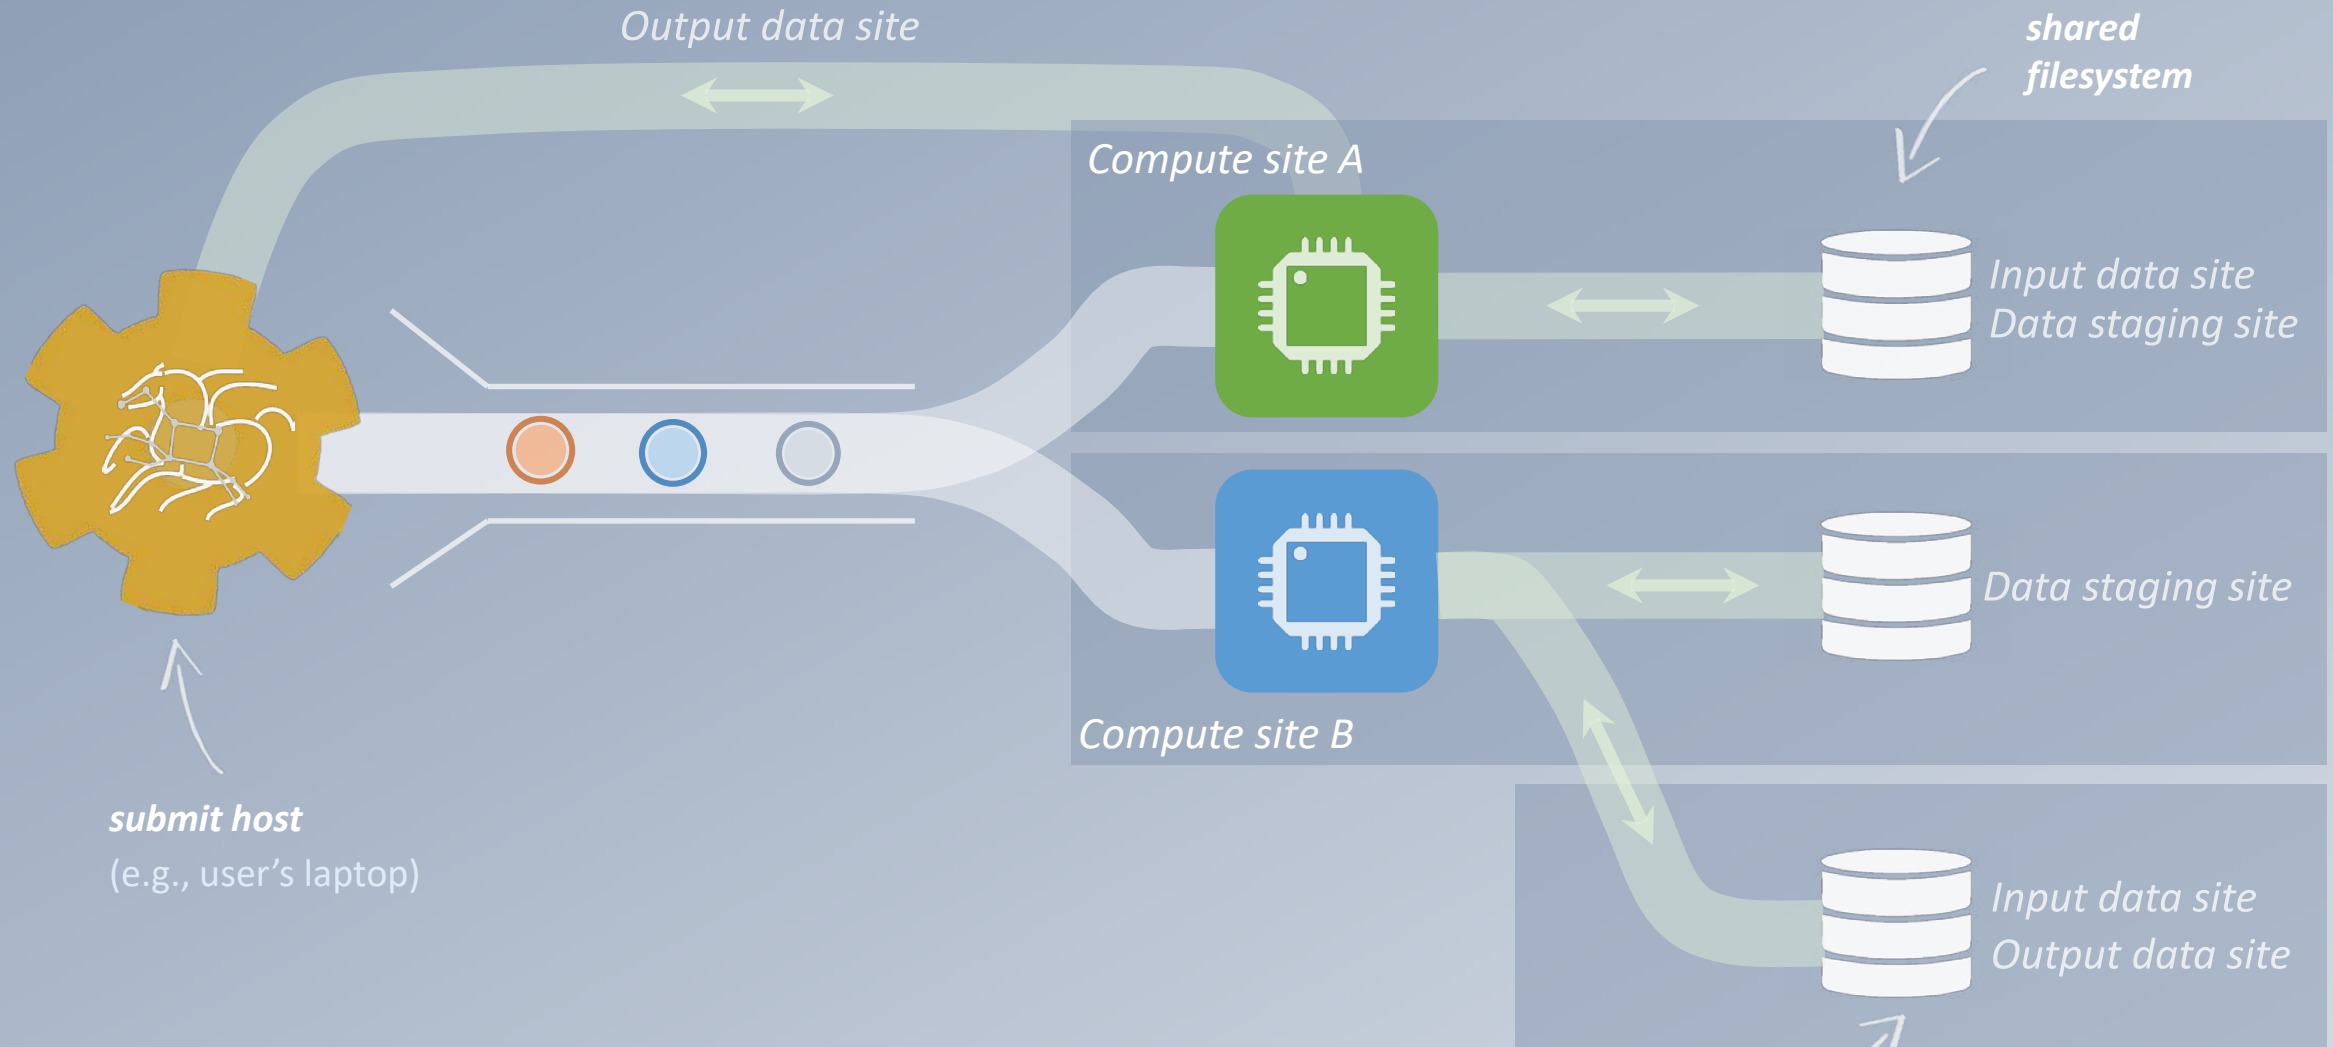 Output data site
shared
filesystem
Compute site A
Input data site
Data staging site
Data staging site
Compute site B
submit host
(e.g., user’s laptop)
Input data site
Output data site